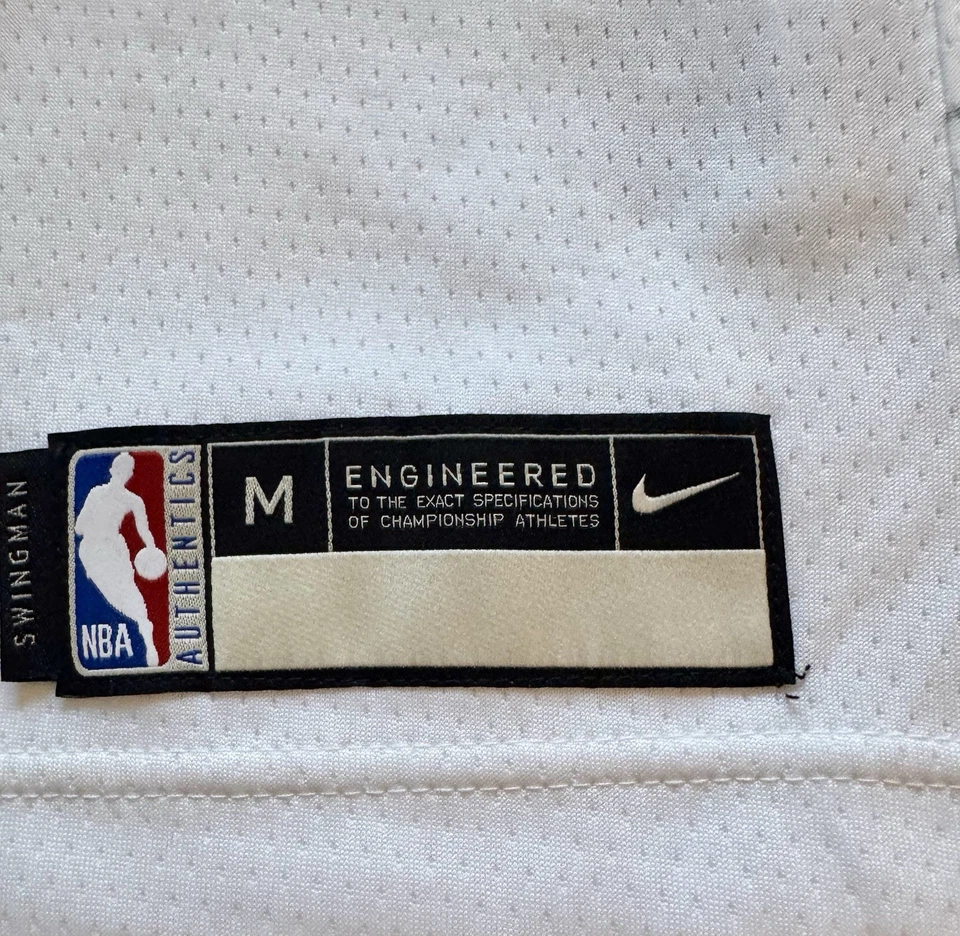 SWINGMAN
NBA
AUTHENTICS
M
ENGINEERED
TO THE EXACT SPECIFICATIONS
OF CHAMPIONSHIP ATHLETES